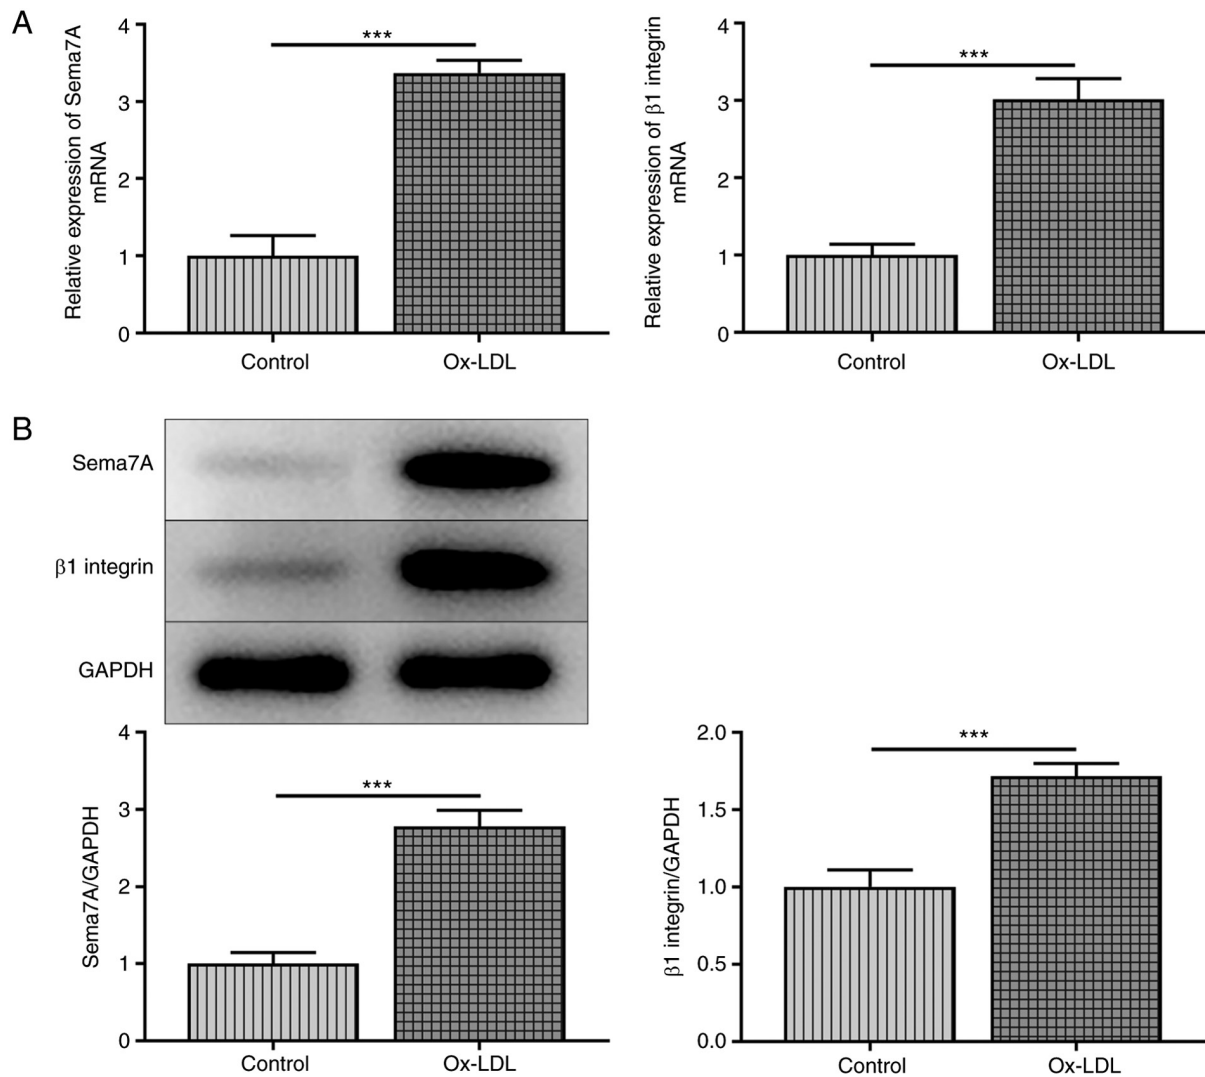 A
Relative expression of Sema7A
mRNA
4
3
2
1
0
***
Control
Ox-LDL
Relative expression of β1 integrin
mRNA
4
3
2
1
0
***
Control
Ox-LDL
B
Sema7A
β1 integrin
GAPDH
Sema7A/GAPDH
4
3
2
1
0
***
Control
Ox-LDL
β1 integrin/GAPDH
2.0
1.5
1.0
0.5
0.0
***
Control
Ox-LDL